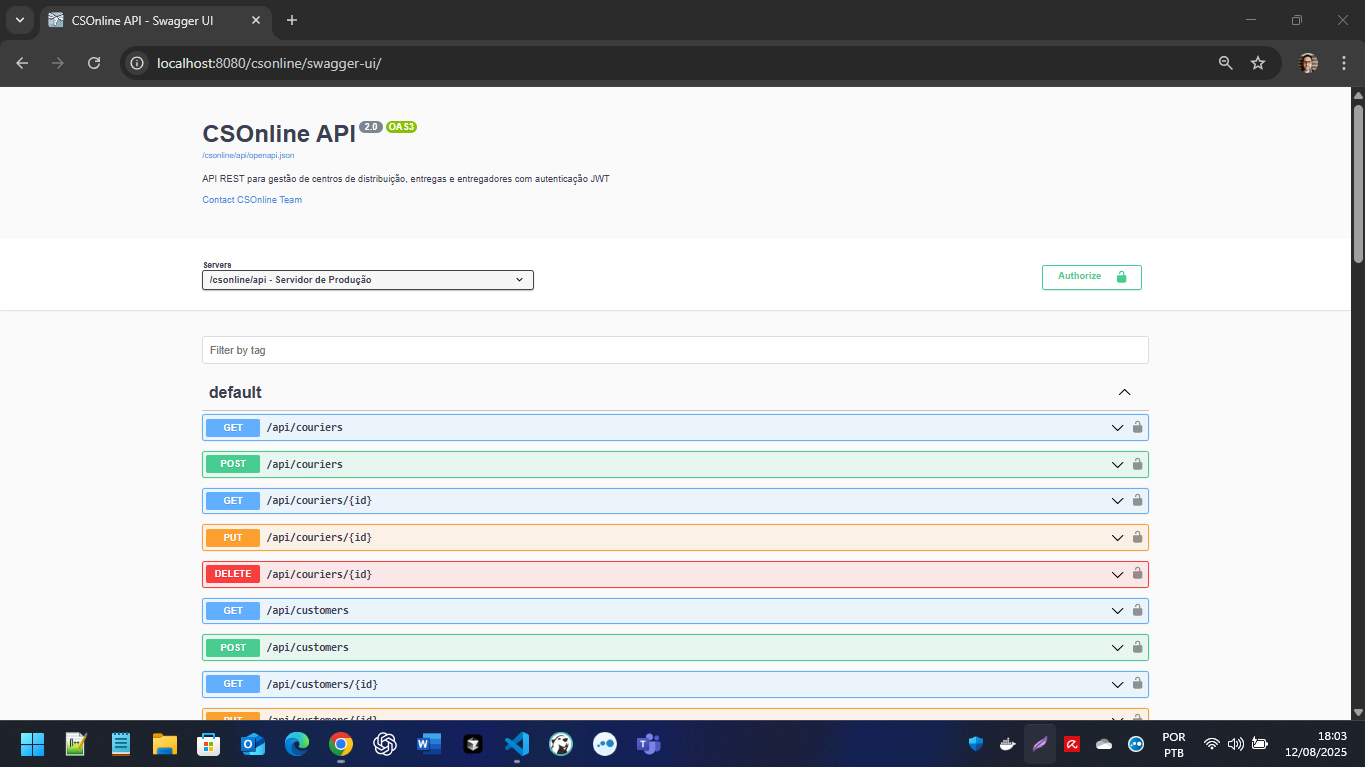 CSOnline API - Swagger UI
localhost:8080/csonline/swagger-ui/
CSOnline API 2.0 OAS3
/csonline/api/openapi.json
API REST para gestão de centros de distribuição, entregas e entregadores com autenticação JWT
Contact CSOnline Team
Servers
/csonline/api - Servidor de Produção
Authorize
Filter by tag
default
GET /api/couriers
POST /api/couriers
GET /api/couriers/{id}
PUT /api/couriers/{id}
DELETE /api/couriers/{id}
GET /api/customers
POST /api/customers
GET /api/customers/{id}
PUT /api/customers/{id}
POR
PTB
18:03
12/08/2025